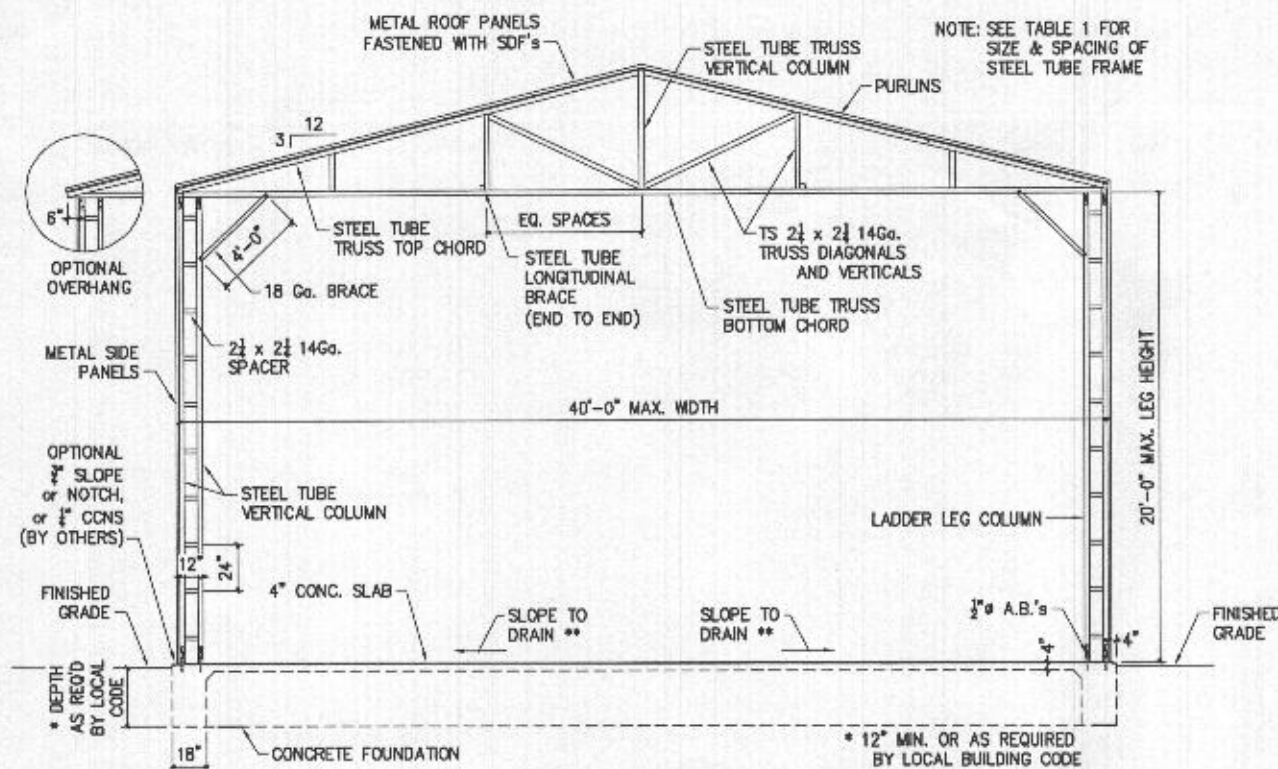 METAL ROOF PANELS
FASTENED WITH SDF's
STEEL TUBE TRUSS
VERTICAL COLUMN
NOTE: SEE TABLE 1 FOR
SIZE & SPACING OF
STEEL TUBE FRAME
PURLINS
12
3
6"
OPTIONAL
OVERHANG
4'-0"
STEEL TUBE
TRUSS TOP CHORD
18 Ga. BRACE
EQ. SPACES
STEEL TUBE
LONGITUDINAL
BRACE
(END TO END)
TS 2¼ x 2¼ 14Ga.
TRUSS DIAGONALS
AND VERTICALS
STEEL TUBE TRUSS
BOTTOM CHORD
METAL SIDE
PANELS
2¼ x 2¼ 14Ga.
SPACER
40'-0" MAX. WIDTH
20'-0" MAX. LEG HEIGHT
OPTIONAL
SLOPE
or NOTCH,
or CCNS
(BY OTHERS)
STEEL TUBE
VERTICAL COLUMN
LADDER LEG COLUMN
12"
24"
FINISHED
GRADE
4" CONC. SLAB
SLOPE TO
DRAIN **
SLOPE TO
DRAIN **
½"ø A.B.'s
4"
4"
FINISHED
GRADE
* DEPTH
AS REQ'D
BY LOCAL
CODE
18"
CONCRETE FOUNDATION
* 12" MIN. OR AS REQUIRED
BY LOCAL BUILDING CODE